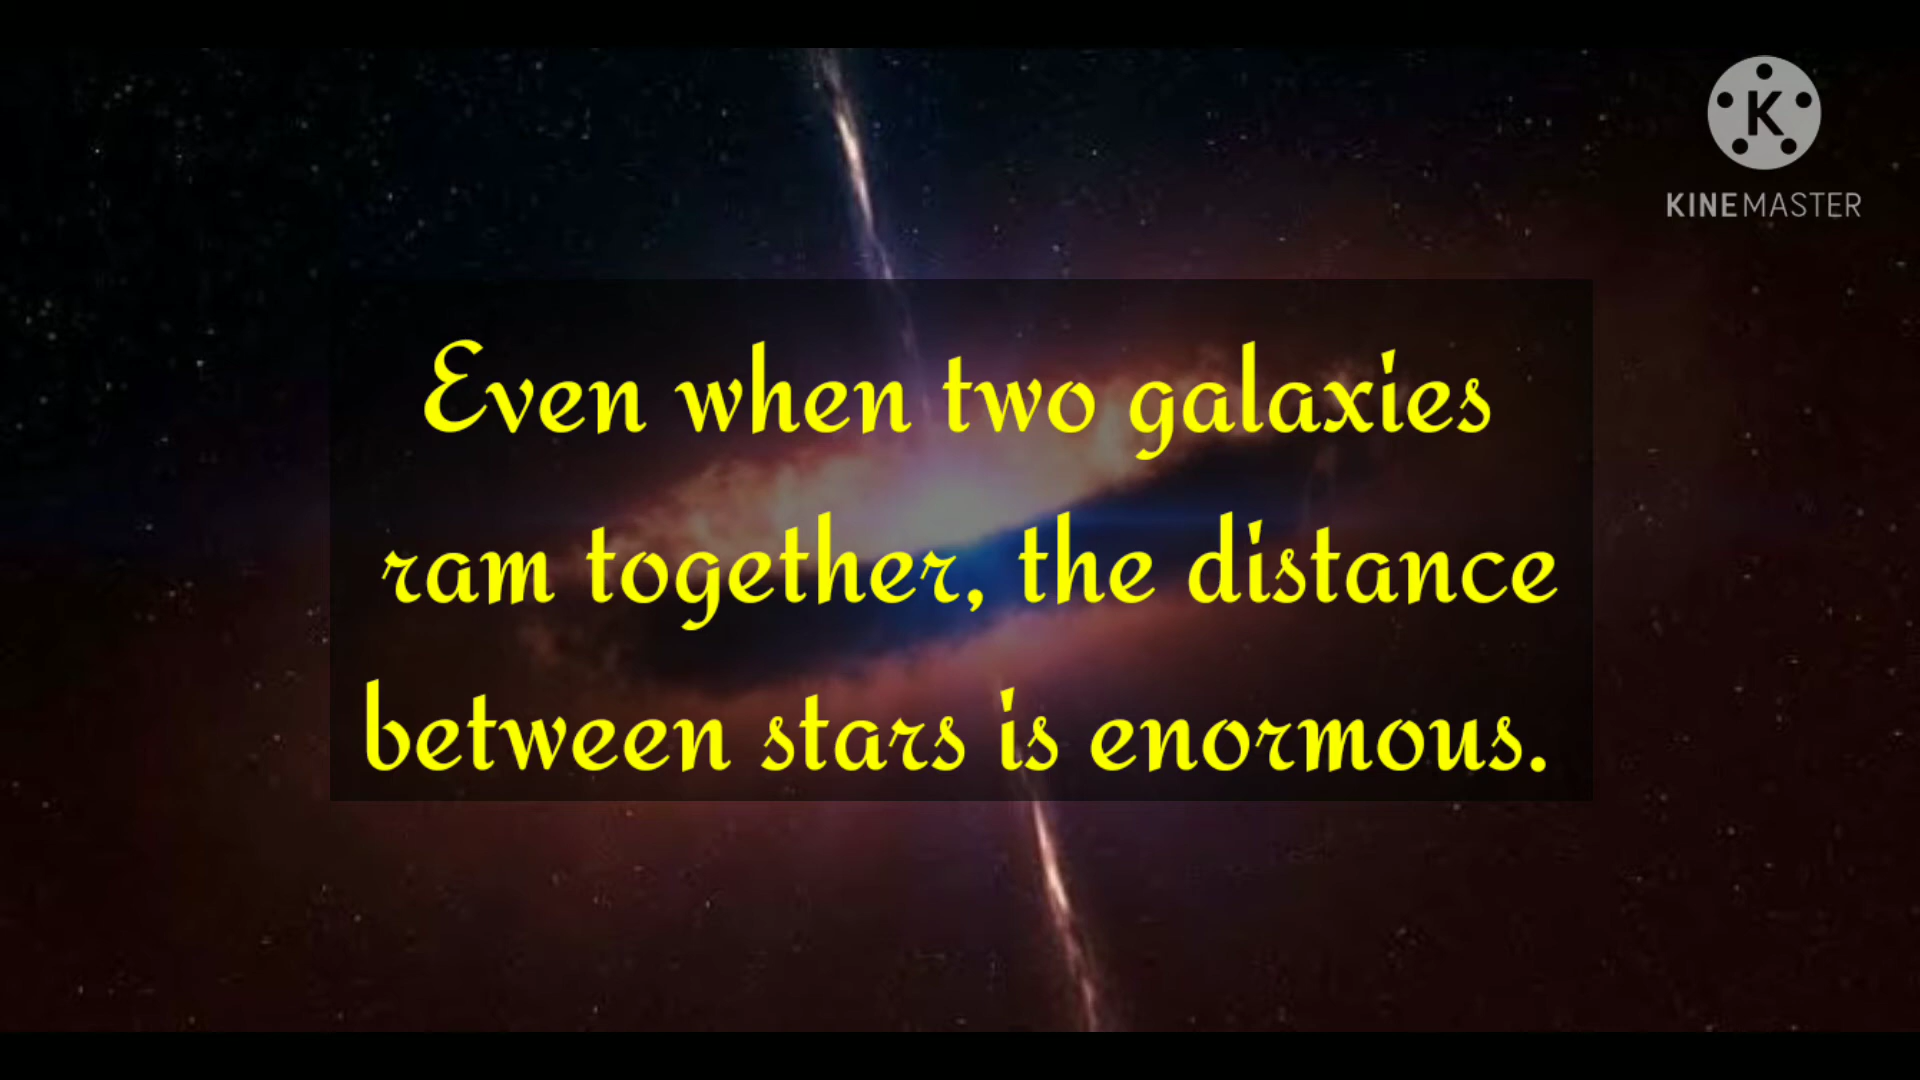 K
KINEMASTER
Even when two galaxies
ram together, the distance
between stars is enormous.